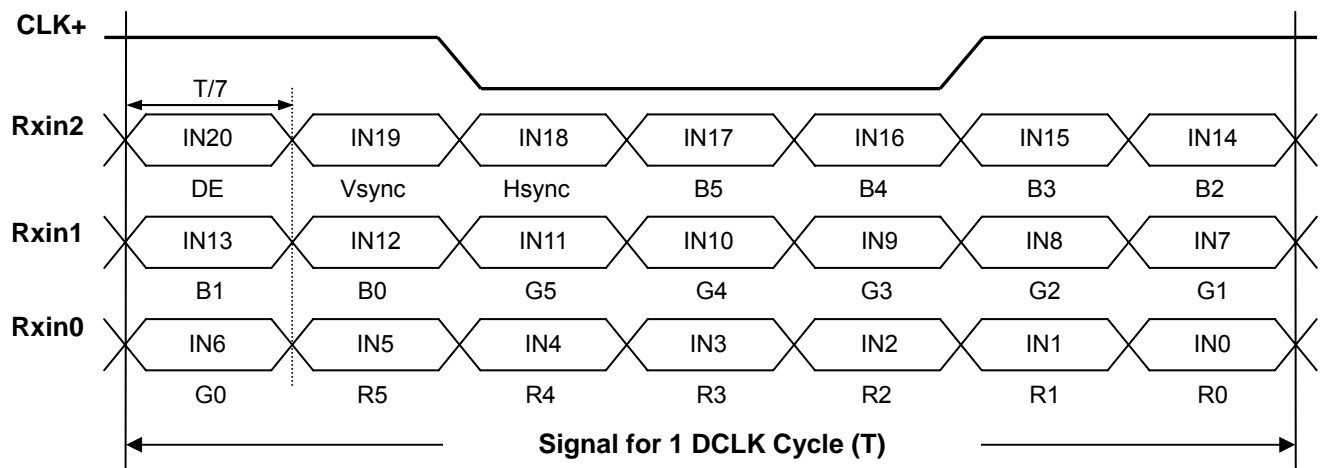 CLK+
T/7
Rxin2 IN20 IN19 IN18 IN17 IN16 IN15 IN14
DE Vsync Hsync B5 B4 B3 B2
Rxin1 IN13 IN12 IN11 IN10 IN9 IN8 IN7
B1 B0 G5 G4 G3 G2 G1
Rxin0 IN6 IN5 IN4 IN3 IN2 IN1 IN0
G0 R5 R4 R3 R2 R1 R0
Signal for 1 DCLK Cycle (T)